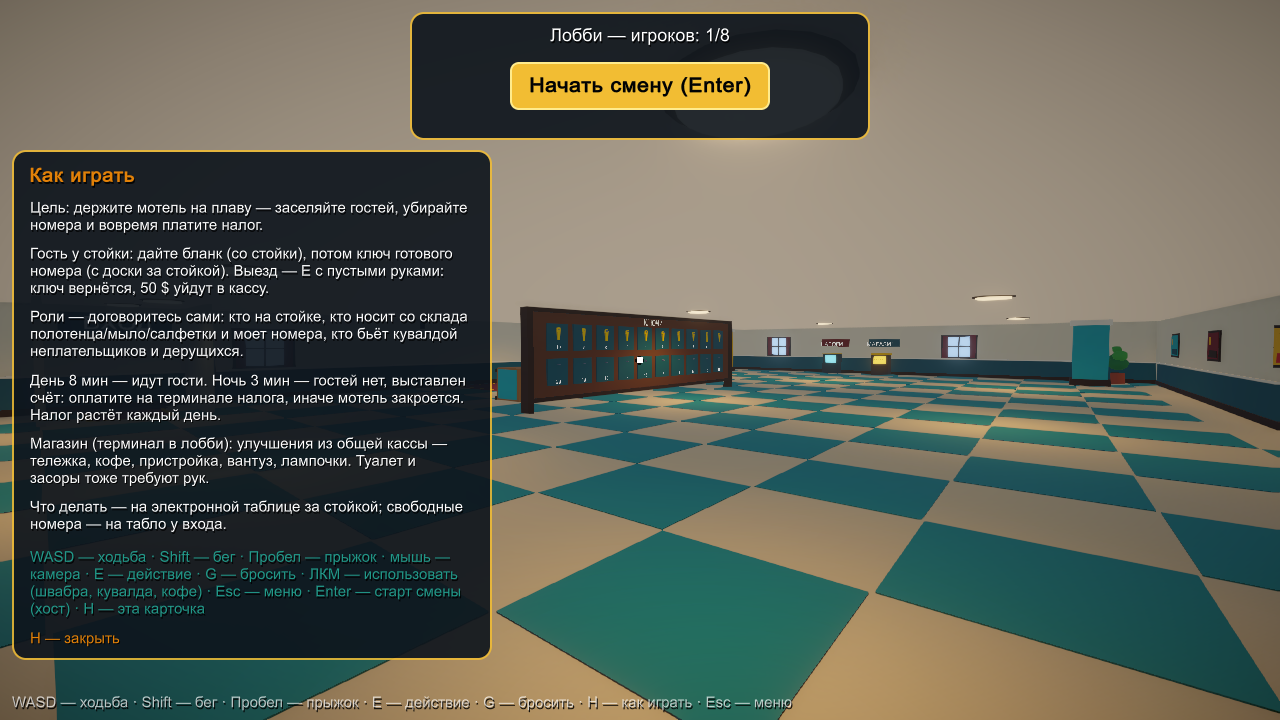 Лобби — игроков: 1/8
Начать смену (Enter)
Как играть
Цель: держите мотель на плаву — заселяйте гостей, убирайте
номера и вовремя платите налог.
Гость у стойки: дайте бланк (со стойки), потом ключ готового
номера (с доски за стойкой). Выезд — E с пустыми руками:
ключ вернётся, 50 $ уйдут в кассу.
Роли — договоритесь сами: кто на стойке, кто носит со склада
полотенца/мыло/салфетки и моет номера, кто бьёт кувалдой
неплательщиков и дерущихся.
День 8 мин — идут гости. Ночь 3 мин — гостей нет, выставлен
счёт: оплатите на терминале налога, иначе мотель закроется.
Налог растёт каждый день.
Магазин (терминал в лобби): улучшения из общей кассы —
тележка, кофе, пристройка, вантуз, лампочки. Туалет и
засоры тоже требуют рук.
Что делать — на электронной таблице за стойкой; свободные
номера — на табло у входа.
WASD — ходьба · Shift — бег · Пробел — прыжок · мышь —
камера · E — действие · G — бросить · ЛКМ — использовать
(швабра, кувалда, кофе) · Esc — меню · Enter — старт смены
(хост) · H — эта карточка
H — закрыть
КЛЮЧИ
WASD — ходьба · Shift — бег · Пробел — прыжок · E — действие · G — бросить · H — как играть · Esc — меню